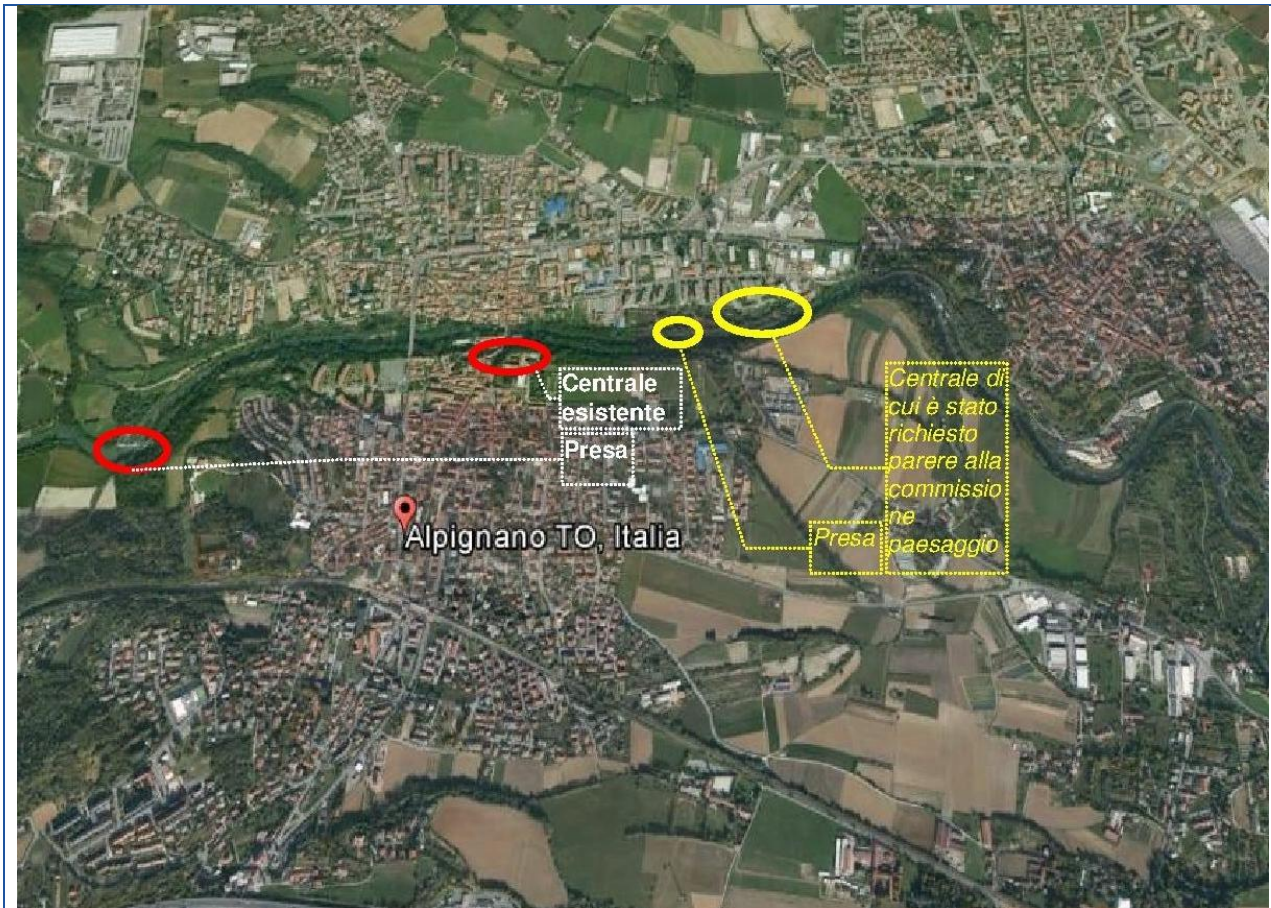 Centrale
esistente
Presa
Alpignano TO, Italia
Centrale di
cui è stato
richiesto
parere alla
commissio
ne
paesaggio
Presa